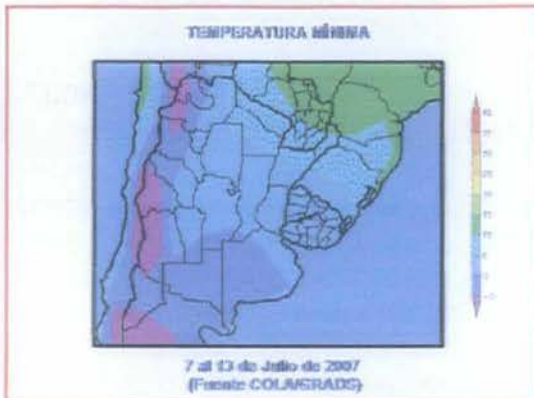 TEMPERATURA MÍNIMA
7 al 13 de Julio de 2007
(Fuente COLA/GRADS)